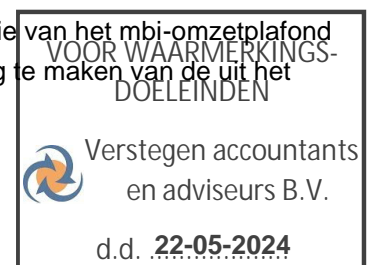 ie van het mbi-omzetplafond
VOOR WAARMERKINGS-
g te maken van de uit het
DOELEINDEN
Verstegen accountants
en adviseurs B.V.
d.d. 22-05-2024